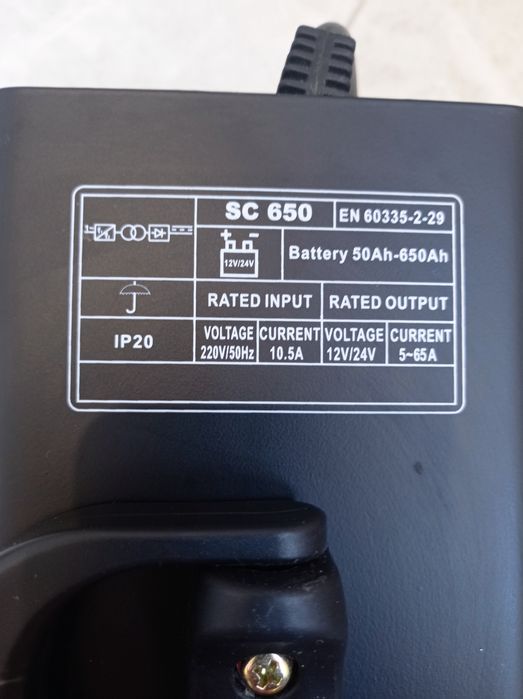 SC 650
EN 60335-2-29
+ -
12V/24V
Battery 50Ah-650Ah
RATED INPUT
RATED OUTPUT
IP20
VOLTAGE
220V/50Hz
CURRENT
10.5A
VOLTAGE
12V/24V
CURRENT
5~65A